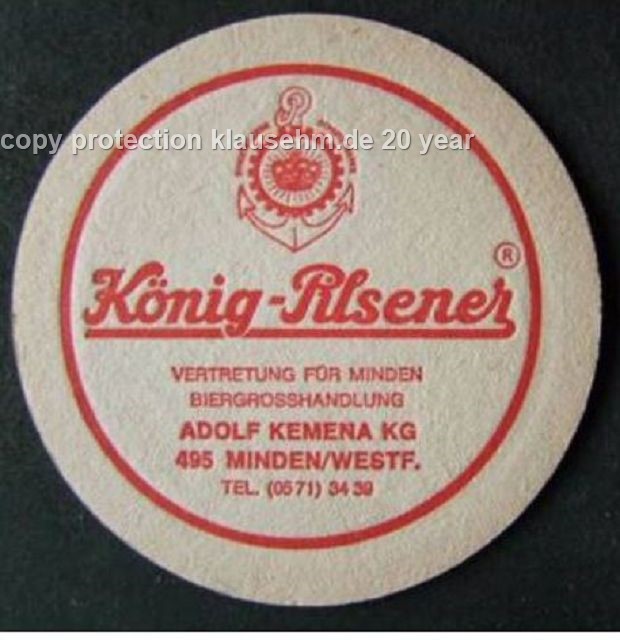 copy protection klausehm.de 20 year
König-Pilsener ®
VERTRETUNG FÜR MINDEN
BIERGROSSHANDLUNG
ADOLF KEMENA KG
495 MINDEN/WESTF.
TEL. (0571) 34 39